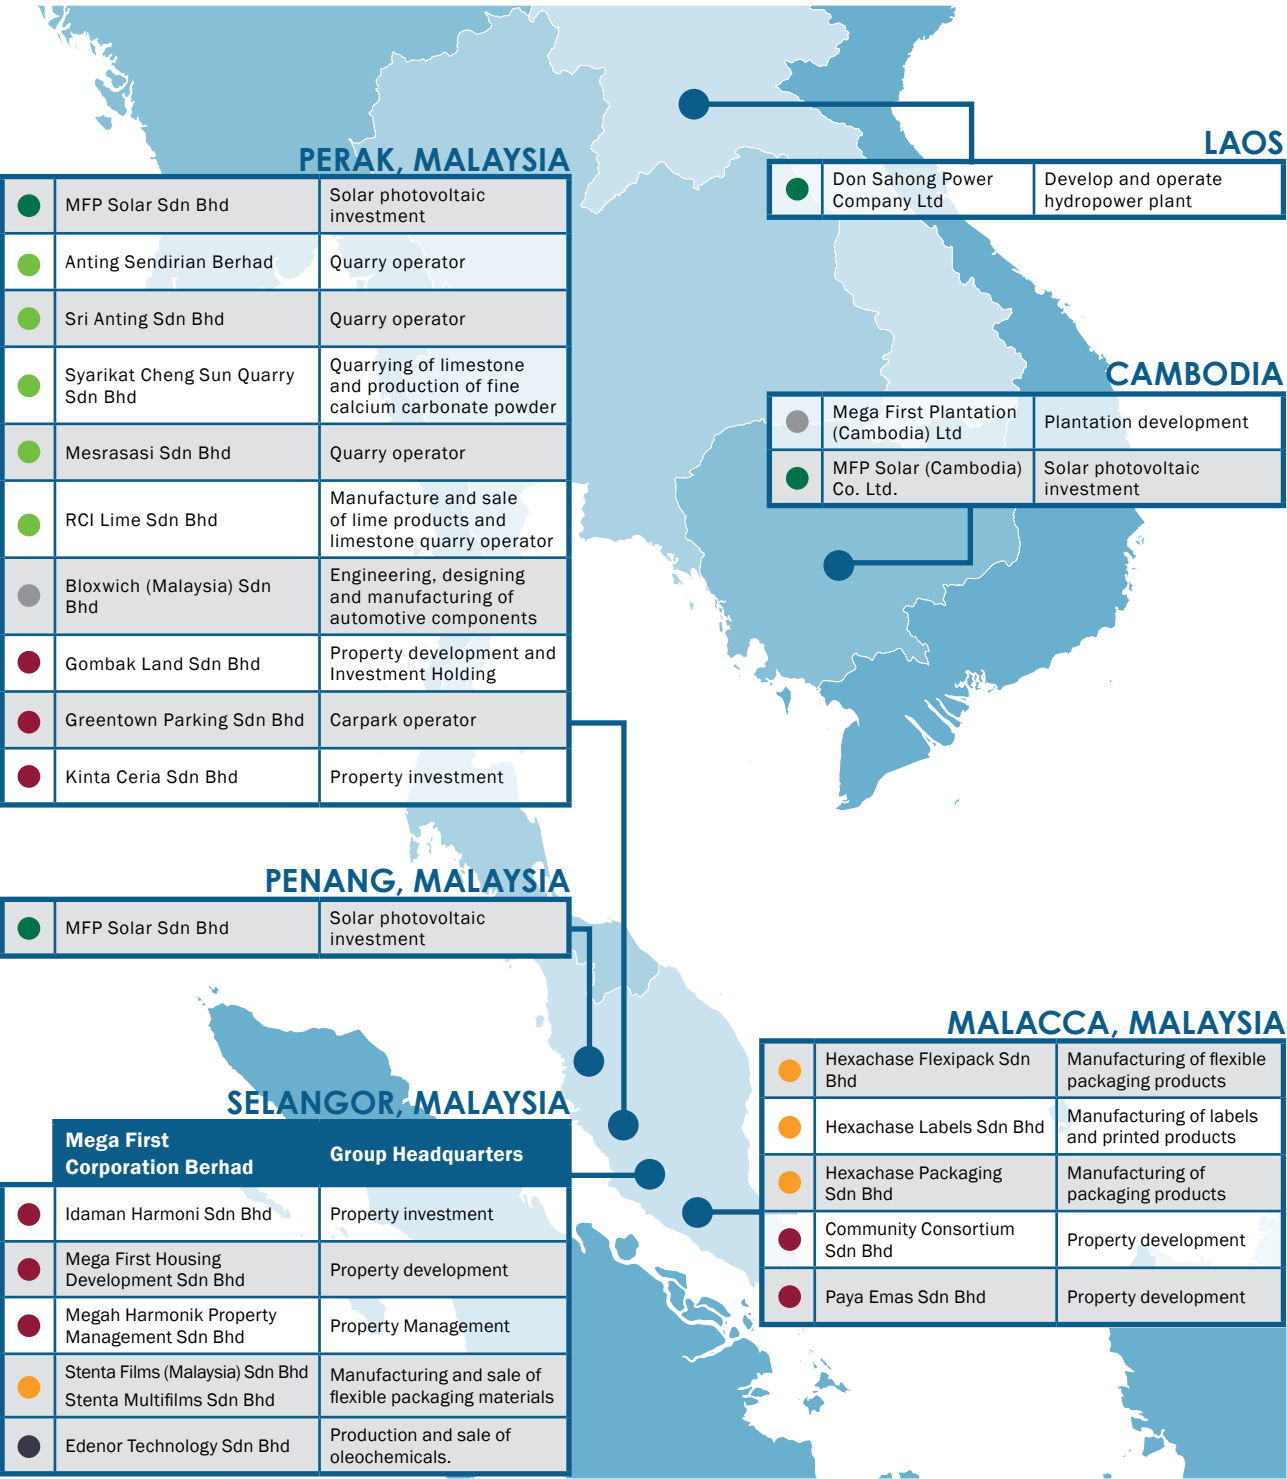 LAOS
Don Sahong Power
Company Ltd
Develop and operate
hydropower plant
PERAK, MALAYSIA
MFP Solar Sdn Bhd
Solar photovoltaic
investment
Anting Sendirian Berhad
Quarry operator
Sri Anting Sdn Bhd
Quarry operator
Syarikat Cheng Sun Quarry
Sdn Bhd
Quarrying of limestone
and production of fine
calcium carbonate powder
Mesrasasi Sdn Bhd
Quarry operator
RCI Lime Sdn Bhd
Manufacture and sale
of lime products and
limestone quarry operator
Bloxwich (Malaysia) Sdn
Bhd
Engineering, designing
and manufacturing of
automotive components
Gombak Land Sdn Bhd
Property development and
Investment Holding
Greentown Parking Sdn Bhd
Carpark operator
Kinta Ceria Sdn Bhd
Property investment
CAMBODIA
Mega First Plantation
(Cambodia) Ltd
Plantation development
MFP Solar (Cambodia)
Co. Ltd.
Solar photovoltaic
investment
PENANG, MALAYSIA
MFP Solar Sdn Bhd
Solar photovoltaic
investment
SELANGOR, MALAYSIA
Mega First
Corporation Berhad
Group Headquarters
Idaman Harmoni Sdn Bhd
Property investment
Mega First Housing
Development Sdn Bhd
Property development
Megah Harmonik Property
Management Sdn Bhd
Property Management
Stenta Films (Malaysia) Sdn Bhd
Stenta Multifilms Sdn Bhd
Manufacturing and sale of
flexible packaging materials
Edenor Technology Sdn Bhd
Production and sale of
oleochemicals.
MALACCA, MALAYSIA
Hexachase Flexipack Sdn
Bhd
Manufacturing of flexible
packaging products
Hexachase Labels Sdn Bhd
Manufacturing of labels
and printed products
Hexachase Packaging
Sdn Bhd
Manufacturing of
packaging products
Community Consortium
Sdn Bhd
Property development
Paya Emas Sdn Bhd
Property development